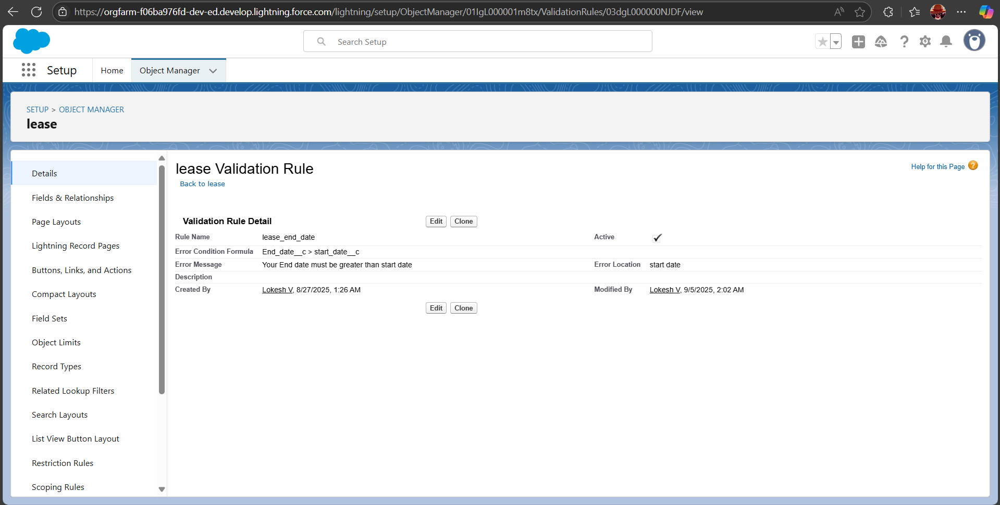 https://orgfarm-f06ba976fd-dev-ed.develop.lightning.force.com/lightning/setup/ObjectManager/01IgL000001m8tx/ValidationRules/03dgL000000NJDF/view
Search Setup
Setup
Home
Object Manager
SETUP > OBJECT MANAGER
lease
Details
Fields & Relationships
Page Layouts
Lightning Record Pages
Buttons, Links, and Actions
Compact Layouts
Field Sets
Object Limits
Record Types
Related Lookup Filters
Search Layouts
List View Button Layout
Restriction Rules
Scoping Rules
lease Validation Rule
Help for this Page ?
Back to lease
Validation Rule Detail
Edit Clone
Rule Name lease_end_date Active
Error Condition Formula End_date__c > start_date__c
Error Message Your End date must be greater than start date Error Location start date
Description
Created By Lokesh V, 8/27/2025, 1:26 AM Modified By Lokesh V, 9/5/2025, 2:02 AM
Edit Clone